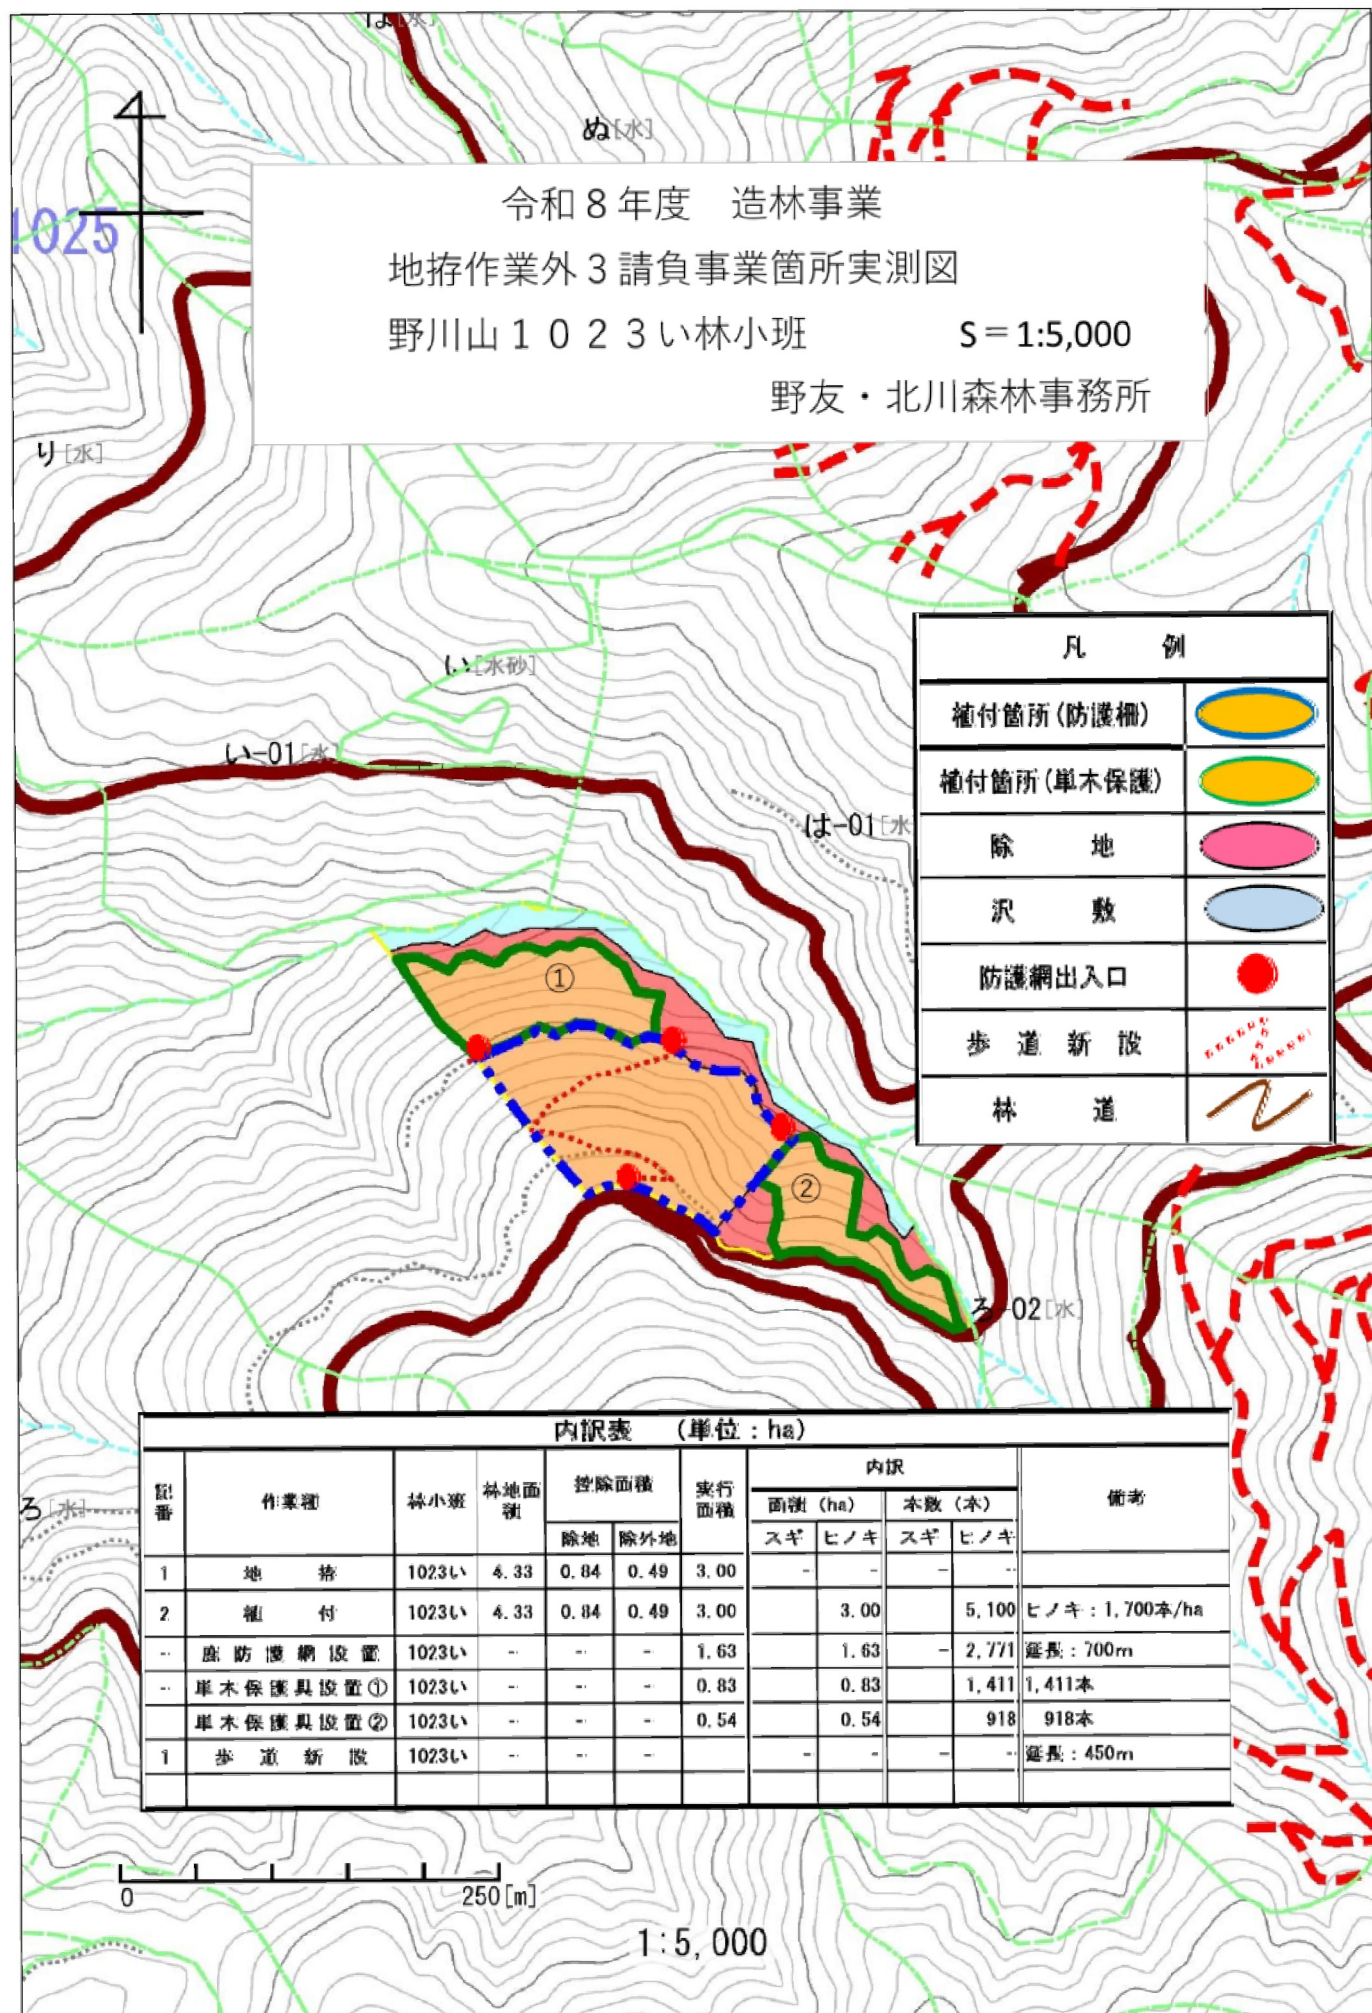 ぬ[水]
1025
令和８年度　造林事業
地拵作業外３請負事業箇所実測図
野川山１０２３い林小班　S＝1:5,000
野友・北川森林事務所
り[水]
い[水砂]
い-01[水]
は-01[水
凡　例
植付箇所(防護柵)
植付箇所(単木保護)
除　地
沢　敷
防護網出入口
歩道新設
林　道
①
②
ろ-02[水]
ろ[水]
内訳表　(単位：ha)
記番 作業種 林小班 林地面積 控除面積 実行面積 内訳 備考
面積 (ha) 本数 (本)
除地 除外地 スギ ヒノキ スギ ヒノキ
1 地拵 1023い 4.33 0.84 0.49 3.00 - - - -
2 植付 1023い 4.33 0.84 0.49 3.00 3.00 5,100 ヒノキ：1,700本/ha
- 鹿防護網設置 1023い - - - 1.63 1.63 - 2,771 延長：700m
- 単木保護具設置① 1023い - - - 0.83 0.83 1,411 1,411本
単木保護具設置② 1023い - - - 0.54 0.54 918 918本
1 歩道新設 1023い - - - - - - - 延長：450m
0 250[m]
1:5,000